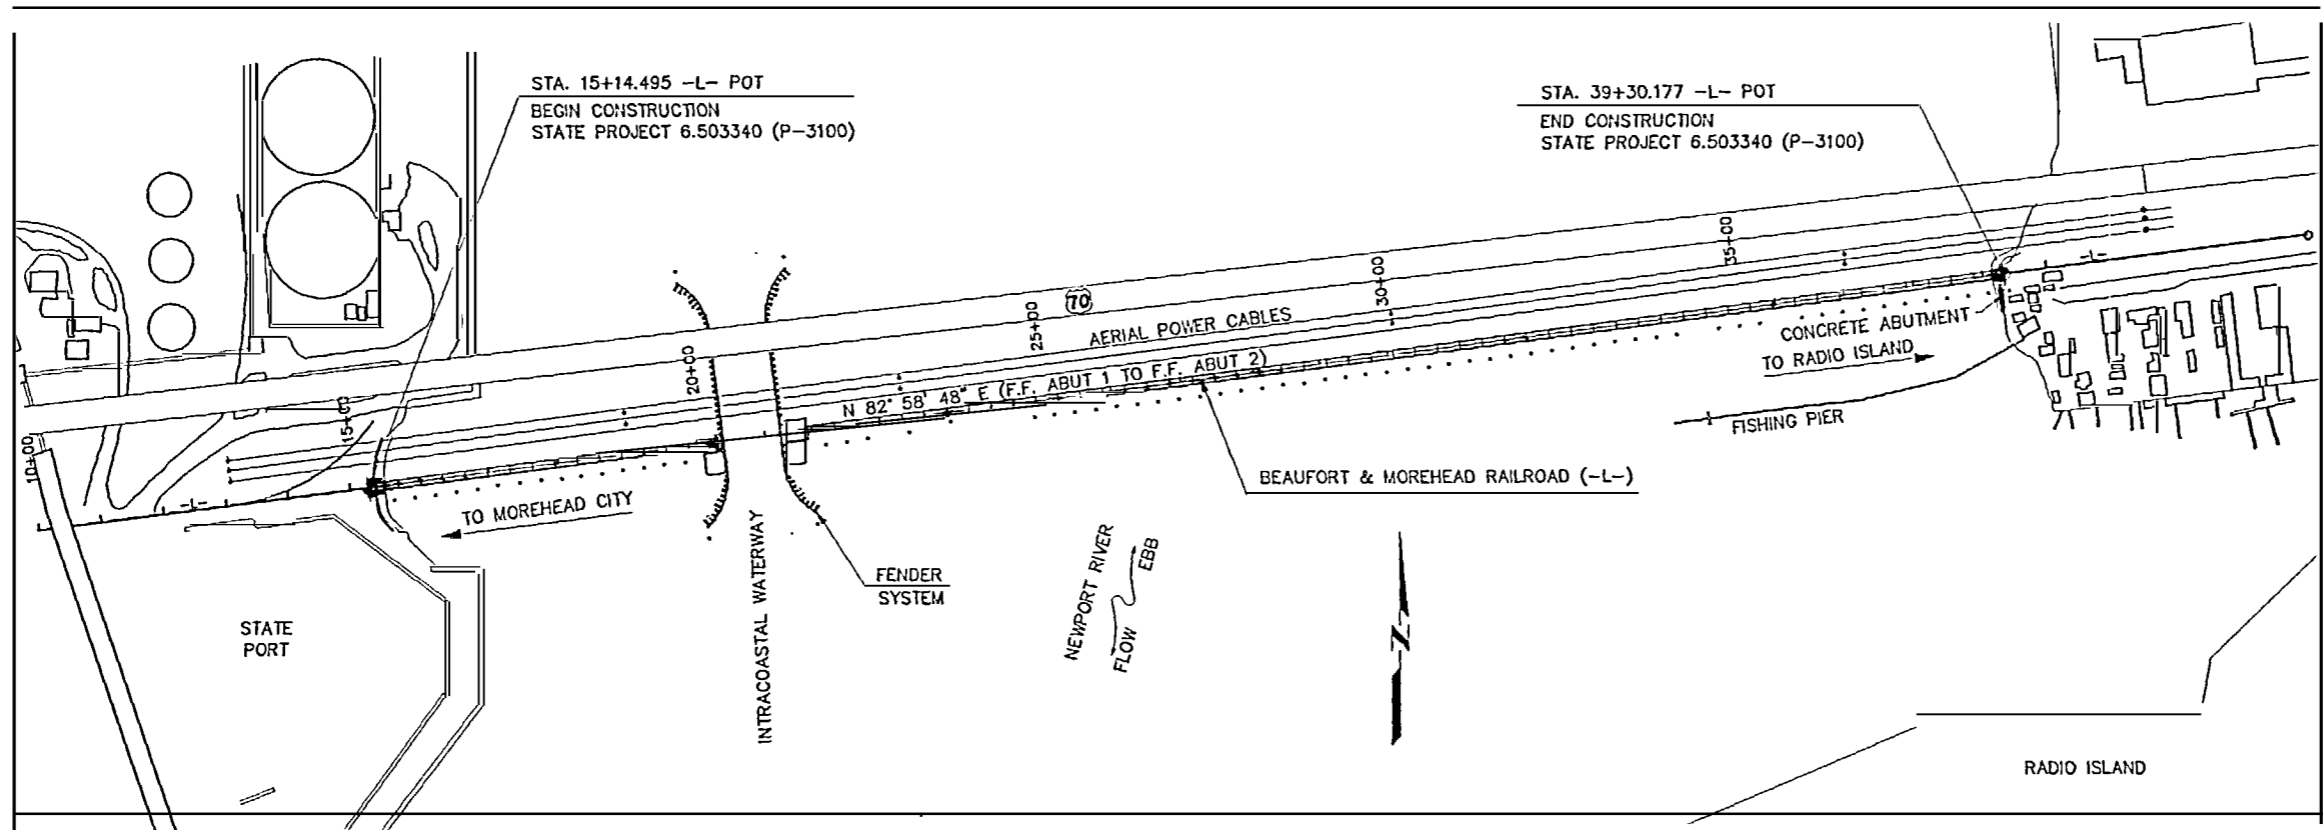 STA. 15+14.495 -L- POT
BEGIN CONSTRUCTION
STATE PROJECT 6.503340 (P-3100)
STA. 39+30.177 -L- POT
END CONSTRUCTION
STATE PROJECT 6.503340 (P-3100)
10+00
15+00
20+00
25+00
30+00
35+00
70
AERIAL POWER CABLES
N 82° 58' 48" E (F.F. ABUT 1 TO F.F. ABUT 2)
CONCRETE ABUTMENT
TO RADIO ISLAND
-L-
FISHING PIER
-L-
TO MOREHEAD CITY
BEAUFORT & MOREHEAD RAILROAD (-L-)
INTRACOASTAL WATERWAY
FENDER
SYSTEM
NEWPORT RIVER
EBB
FLOW
N
STATE
PORT
RADIO ISLAND